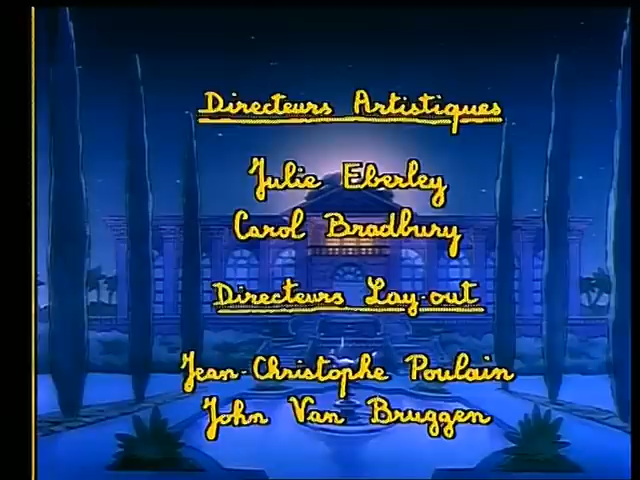 Directeurs Artistiques
Julie Eberley
Carol Bradbury
Directeurs Lay-out
Jean-Christophe Poulain
John Van Bruggen